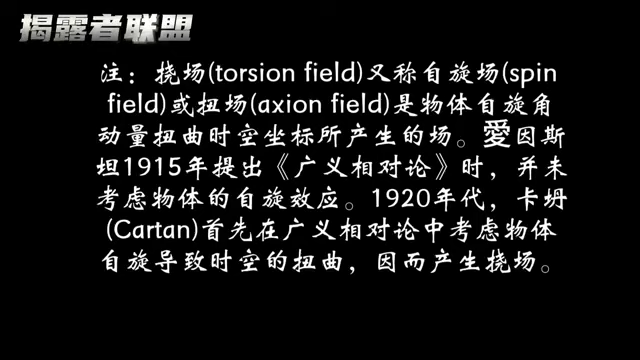 揭露者联盟
注：挠场(torsion field)又称自旋场(spin
field)或扭场(axion field)是物体自旋角
动量扭曲时空坐标所产生的场。愛因斯
坦1915年提出《广义相对论》时，并未
考虑物体的自旋效应。1920年代，卡坍
(Cartan)首先在广义相对论中考虑物体
自旋导致时空的扭曲，因而产生挠场。